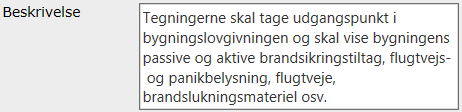 Beskrivelse
Tegningerne skal tage udgangspunkt i
bygningslovgivningen og skal vise bygningens
passive og aktive brandsikringstiltag, flugtvejs-
og panikbelysning, flugtveje,
brandslukningsmateriel osv.